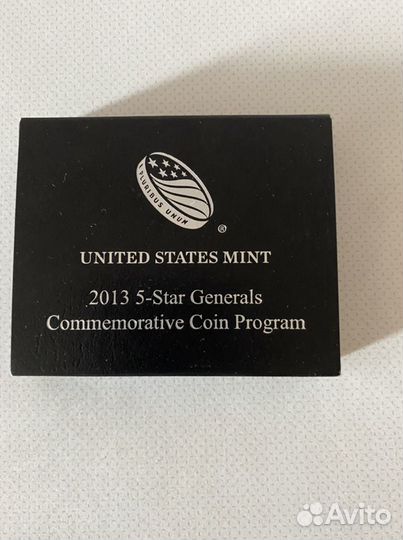 E PLURIBUS UNUM
®
UNITED STATES MINT
2013 5-Star Generals
Commemorative Coin Program
Avito